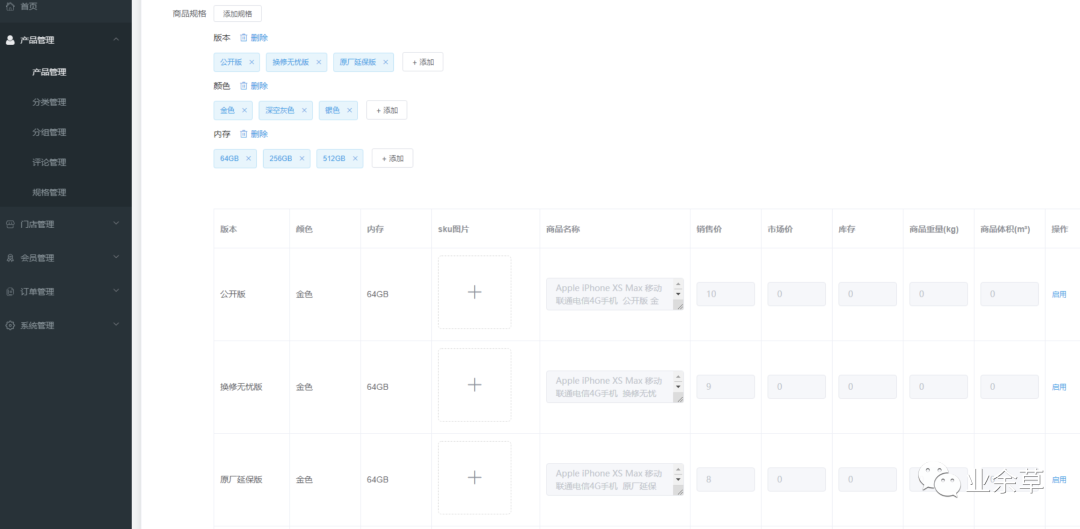 首页
产品管理
产品管理
分类管理
分组管理
评论管理
规格管理
门店管理
会员管理
订单管理
系统管理
商品规格 添加规格
版本 删除
公开版 × 换修无忧版 × 原厂延保版 × + 添加
颜色 删除
金色 × 深空灰色 × 银色 × + 添加
内存 删除
64GB × 256GB × 512GB × + 添加
版本 颜色 内存 sku图片 商品名称 销售价 市场价 库存 商品重量(kg) 商品体积(m³) 操作
公开版 金色 64GB Apple iPhone XS Max 移动 10 0 0 0 0 启用
联通电信4G手机 公开版 金
换修无忧版 金色 64GB Apple iPhone XS Max 移动 9 0 0 0 0 启用
联通电信4G手机 换修无忧
原厂延保版 金色 64GB Apple iPhone XS Max 移动 8 0 0 启用
联通电信4G手机 原厂延保
业余草